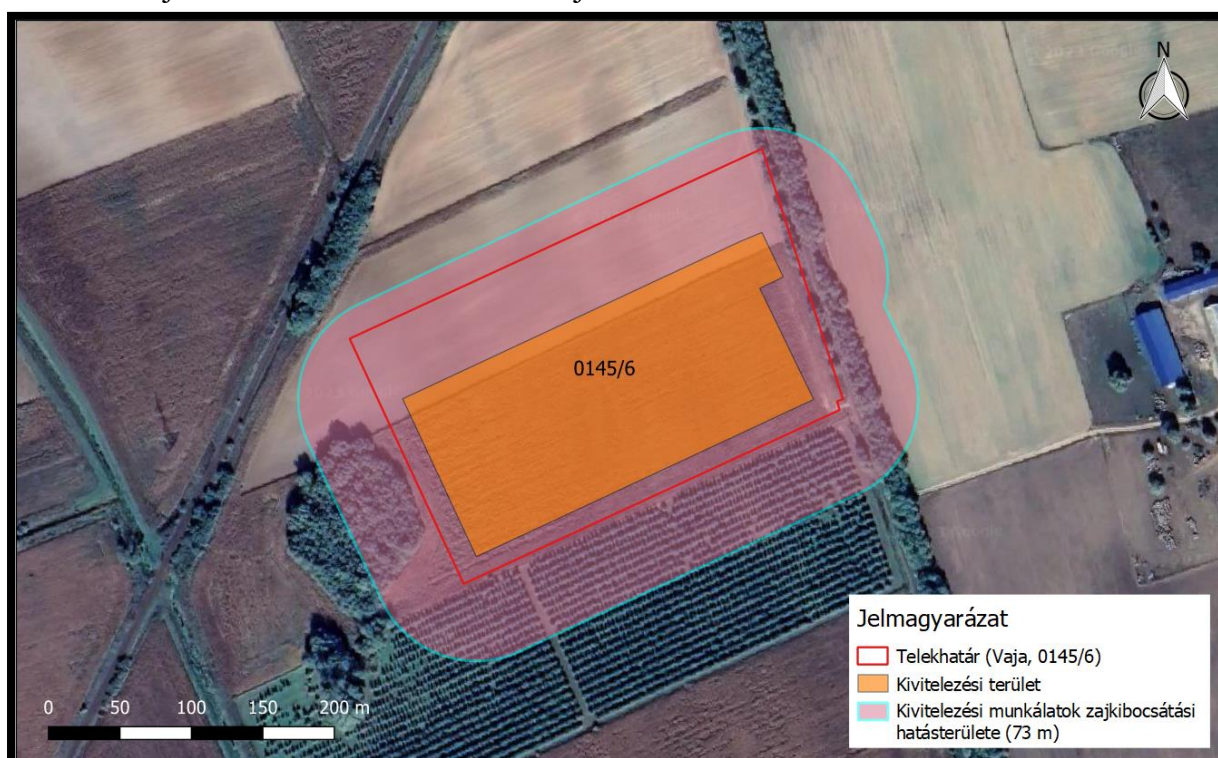 N
0145/6
Jelmagyarázat
Telekhatár (Vaja, 0145/6)
Kivitelezési terület
Kivitelezési munkálatok zajkibocsátási
hatásterülete (73 m)
0 50 100 150 200 m